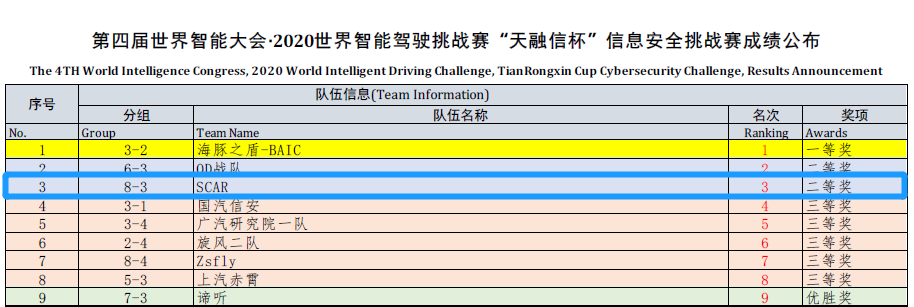 第四届世界智能大会·2020世界智能驾驶挑战赛“天融信杯”信息安全挑战赛成绩公布
The 4TH World Intelligence Congress, 2020 World Intelligent Driving Challenge, TianRongxin Cup Cybersecurity Challenge, Results Announcement
序号 队伍信息(Team Information)
分组 队伍名称 名次 奖项
No. Group Team Name Ranking Awards
1 3-2 海豚之盾-BAIC 1 一等奖
2 6-3 OD战队 2 二等奖
3 8-3 SCAR 3 二等奖
4 3-1 国汽信安 4 三等奖
5 3-4 广汽研究院一队 5 三等奖
6 2-4 旋风二队 6 三等奖
7 8-4 Zsfly 7 三等奖
8 5-3 上汽赤霄 8 三等奖
9 7-3 谛听 9 优胜奖